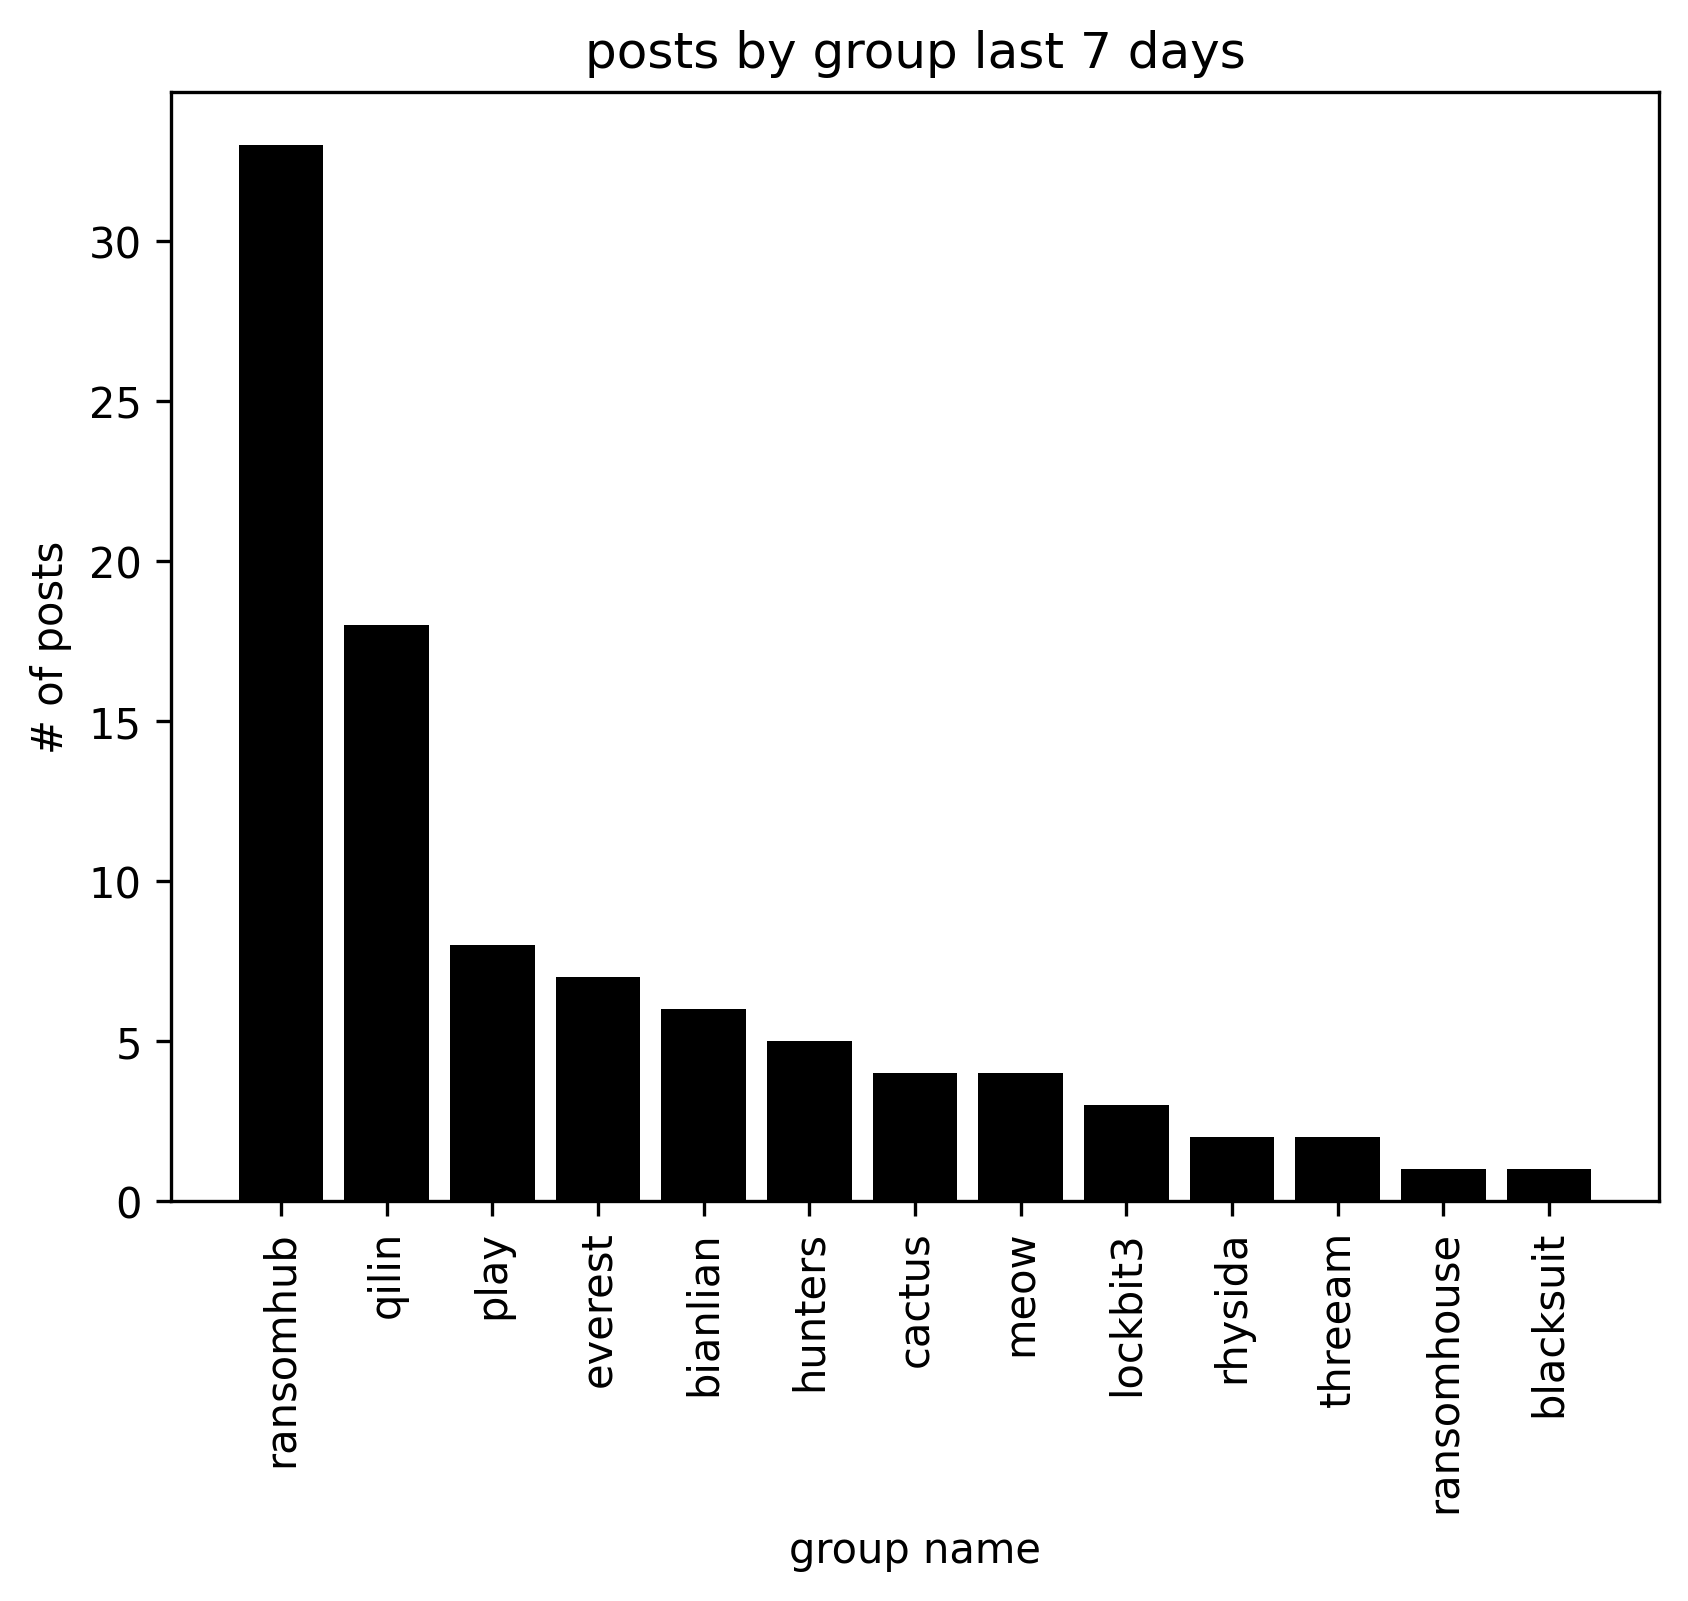 posts by group last 7 days
# of posts
30
25
20
15
10
5
0
ransomhub
qilin
play
everest
bianlian
hunters
cactus
meow
lockbit3
rhysida
threeam
ransomhouse
blacksuit
group name